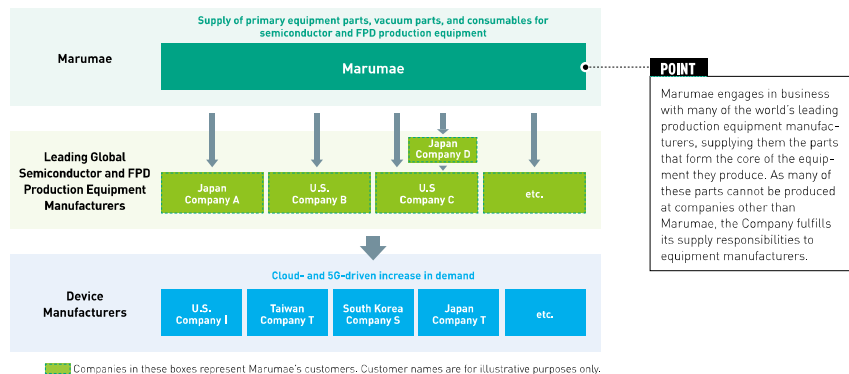 Supply of primary equipment parts, vacuum parts, and consumables for
semiconductor and FPD production equipment
Marumae
Marumae
POINT
Marumae engages in business
with many of the world's leading
production equipment manufac-
turers, supplying them the parts
that form the core of the equip-
ment they produce. As many of
these parts cannot be produced
at companies other than
Marumae, the Company fulfills
its supply responsibilities to
equipment manufacturers.
Leading Global
Semiconductor and FPD
Production Equipment
Manufacturers
Japan
Company D
Japan
Company A
U.S.
Company B
U.S
Company C
etc.
Cloud- and 5G-driven increase in demand
Device
Manufacturers
U.S.
Company I
Taiwan
Company T
South Korea
Company S
Japan
Company T
etc.
Companies in these boxes represent Marumae's customers. Customer names are for illustrative purposes only.